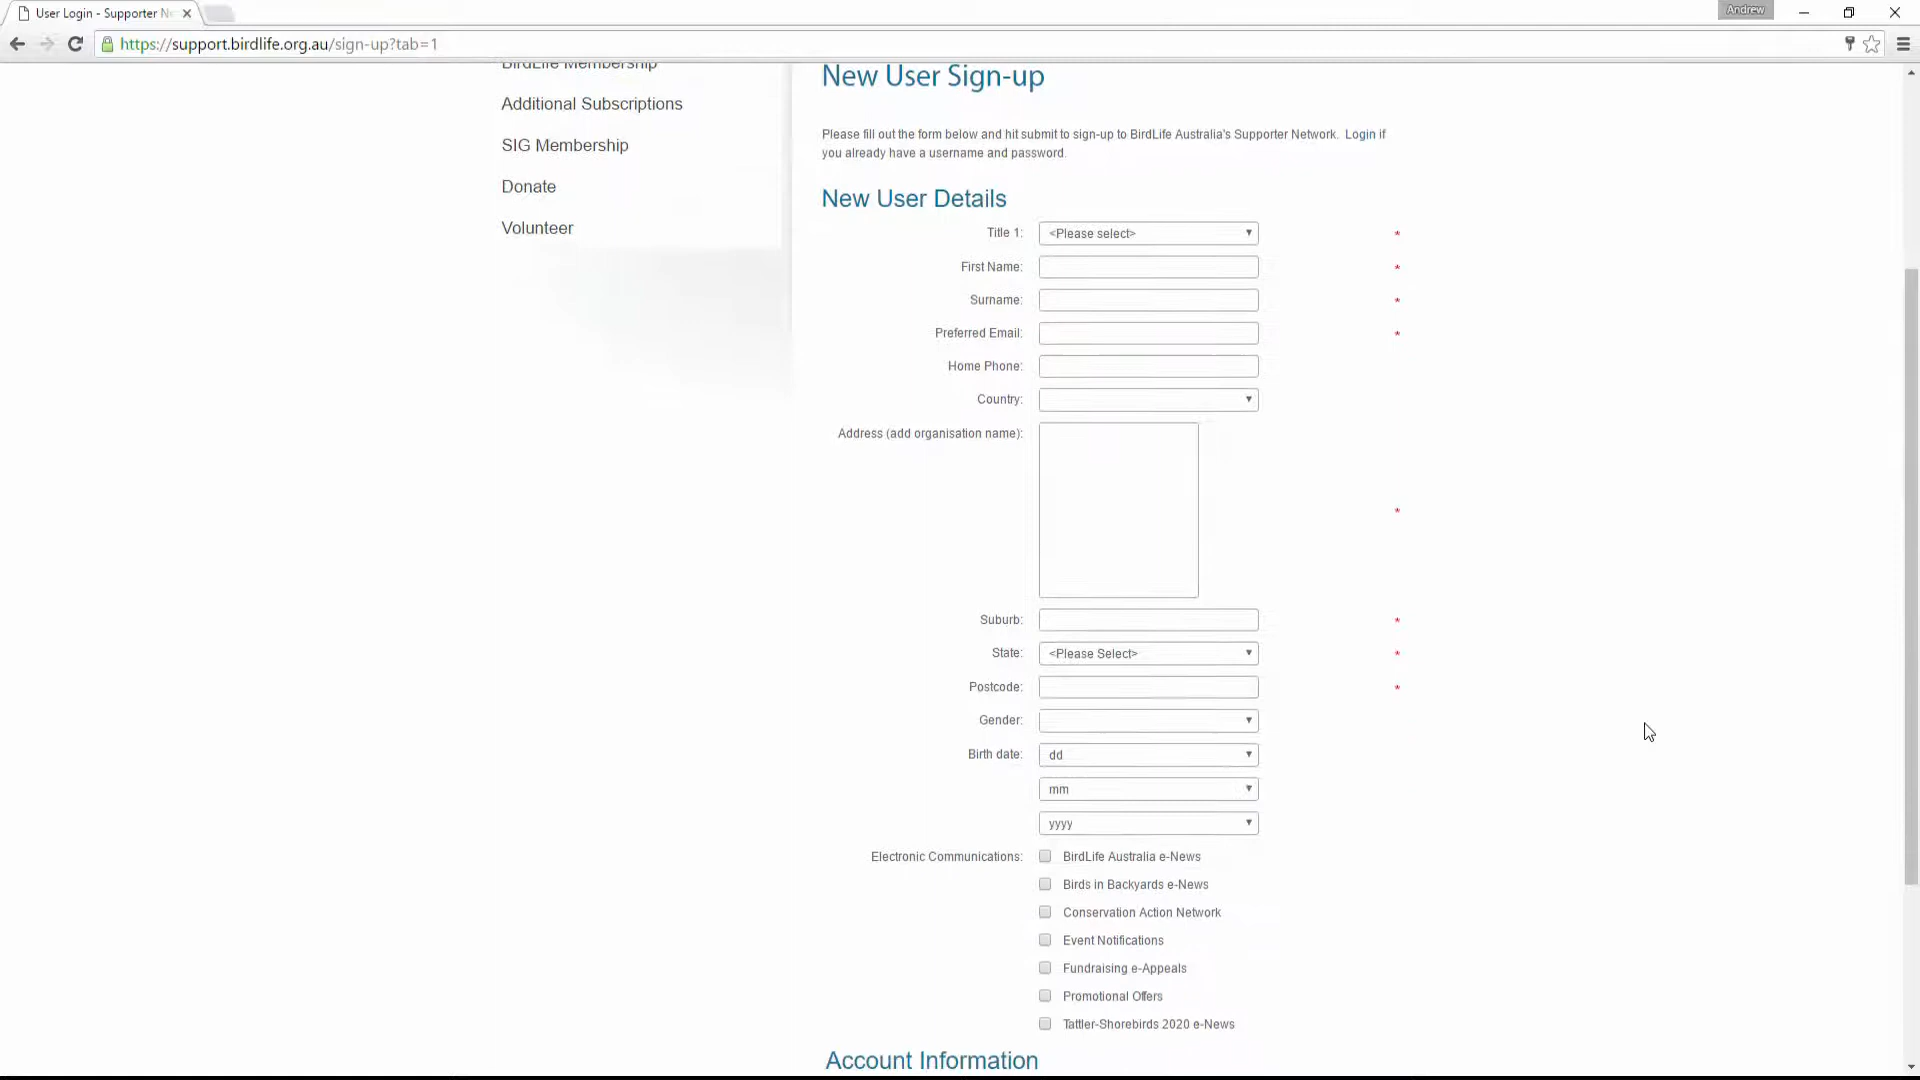 User Login - Supporter N
Andrew
https://support.birdlife.org.au/sign-up?tab=1
BirdLife Membership
Additional Subscriptions
SIG Membership
Donate
Volunteer
New User Sign-up
Please fill out the form below and hit submit to sign-up to BirdLife Australia's Supporter Network. Login if
you already have a username and password.
New User Details
Title 1: <Please select> *
First Name: *
Surname: *
Preferred Email: *
Home Phone:
Country:
Address (add organisation name): *
Suburb: *
State: <Please Select> *
Postcode: *
Gender:
Birth date: dd
mm
yyyy
Electronic Communications: BirdLife Australia e-News
Birds in Backyards e-News
Conservation Action Network
Event Notifications
Fundraising e-Appeals
Promotional Offers
Tattler-Shorebirds 2020 e-News
Account Information